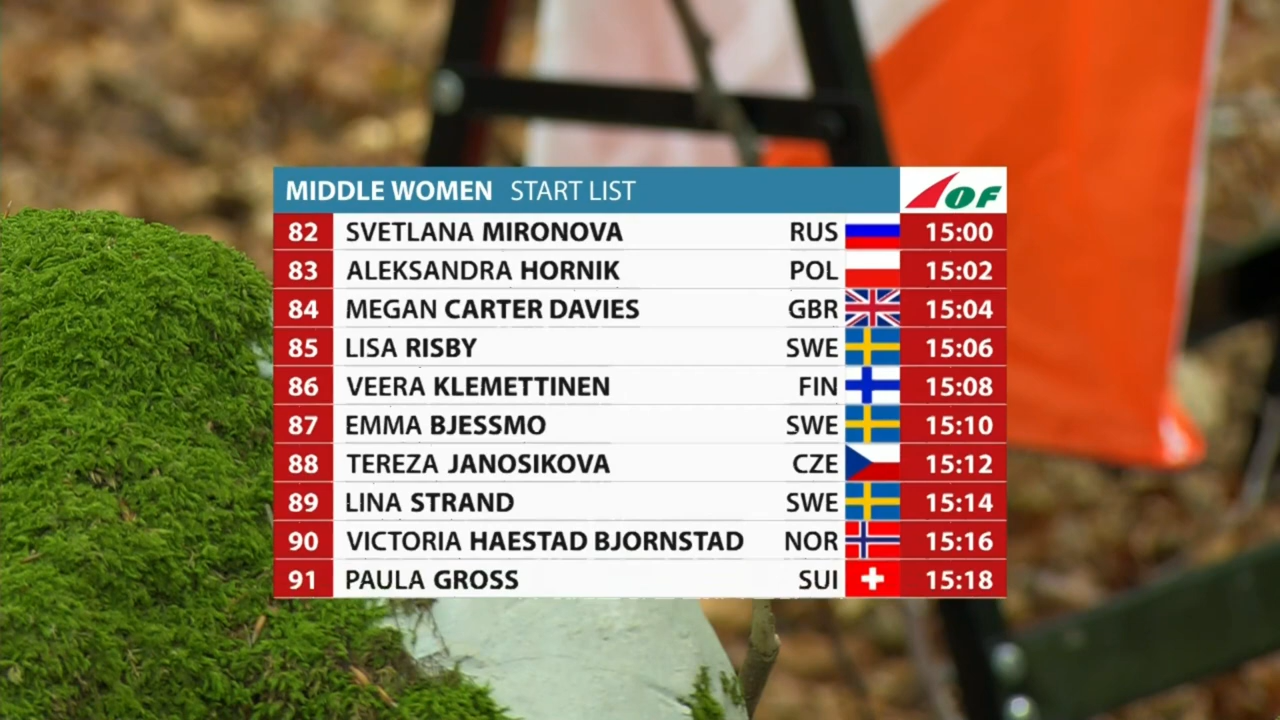 MIDDLE WOMEN START LIST IOF
82 SVETLANA MIRONOVA RUS 15:00
83 ALEKSANDRA HORNIK POL 15:02
84 MEGAN CARTER DAVIES GBR 15:04
85 LISA RISBY SWE 15:06
86 VEERA KLEMETTINEN FIN 15:08
87 EMMA BJESSMO SWE 15:10
88 TEREZA JANOSIKOVA CZE 15:12
89 LINA STRAND SWE 15:14
90 VICTORIA HAESTAD BJORNSTAD NOR 15:16
91 PAULA GROSS SUI 15:18